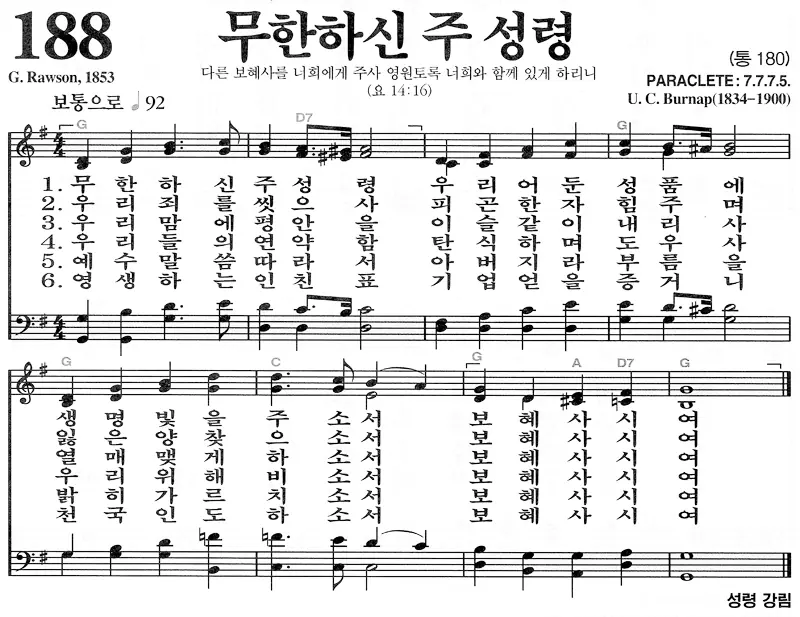 188 무한하신 주 성령 (통 180)
G. Rawson, 1853 다른 보혜사를 너희에게 주사 영원토록 너희와 함께 있게 하리니 PARACLETE : 7.7.7.5.
보통으로 ♩92 (요 14:16) U. C. Burnap(1834-1900)
G D7 G
1. 무 한 하 신 주 성 령 우 리 어 둔 성 품 에
2. 우 리 죄 를 씻 으 사 피 곤 한 자 힘 주 며
3. 우 리 맘 에 평 안 을 이 슬 같 이 내 리 사
4. 우 리 들 의 연 약 함 탄 식 하 며 도 우 사
5. 예 수 말 씀 따 라 서 아 버 지 라 부 름 을
6. 영 생 하 는 인 친 표 기 업 얻 을 증 거 니
G C G A D7 G
생 명 빛 을 주 소 서 보 혜 사 시 여
잃 은 양 찾 으 소 서 보 혜 사 시 여
열 매 맺 게 하 소 서 보 혜 사 시 여
우 리 위 해 비 소 서 보 혜 사 시 여
밝 히 가 르 치 소 서 보 혜 사 시 여
천 국 인 도 하 소 서 보 혜 사 시 여
성령 강림